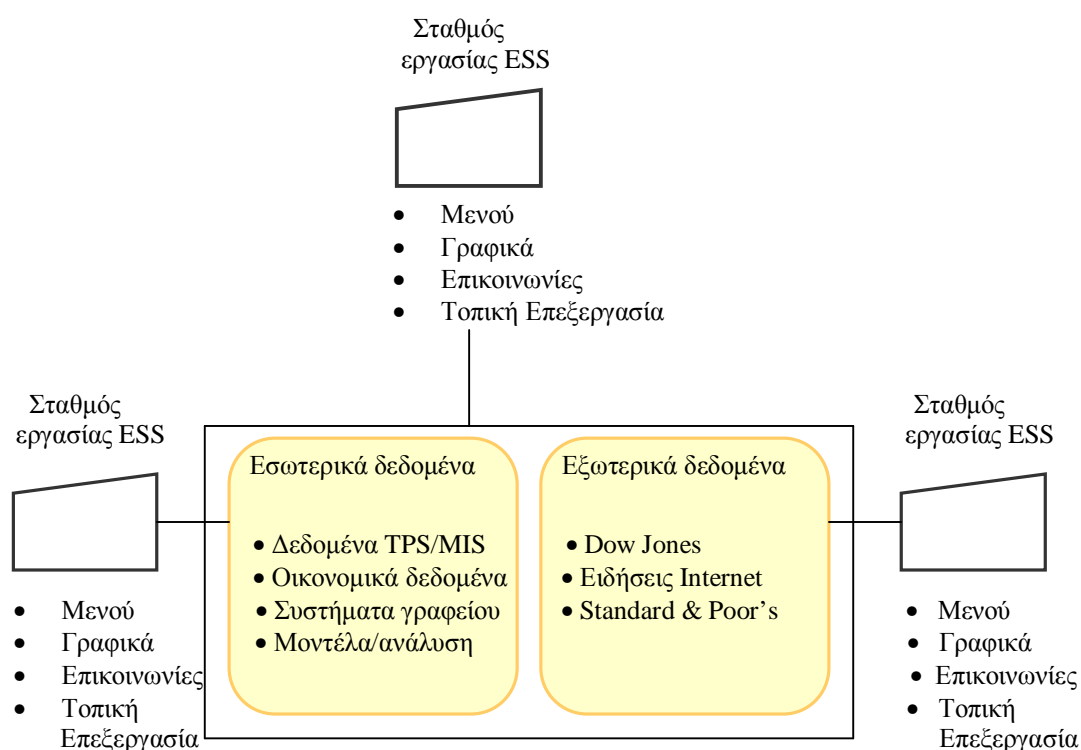 Σταθμός
εργασίας ESS
• Μενού
• Γραφικά
• Επικοινωνίες
• Τοπική Επεξεργασία
Σταθμός
εργασίας ESS
• Μενού
• Γραφικά
• Επικοινωνίες
• Τοπική
Επεξεργασία
Εσωτερικά δεδομένα
• Δεδομένα TPS/MIS
• Οικονομικά δεδομένα
• Συστήματα γραφείου
• Μοντέλα/ανάλυση
Εξωτερικά δεδομένα
• Dow Jones
• Ειδήσεις Internet
• Standard & Poor’s
Σταθμός
εργασίας ESS
• Μενού
• Γραφικά
• Επικοινωνίες
• Τοπική
Επεξεργασία